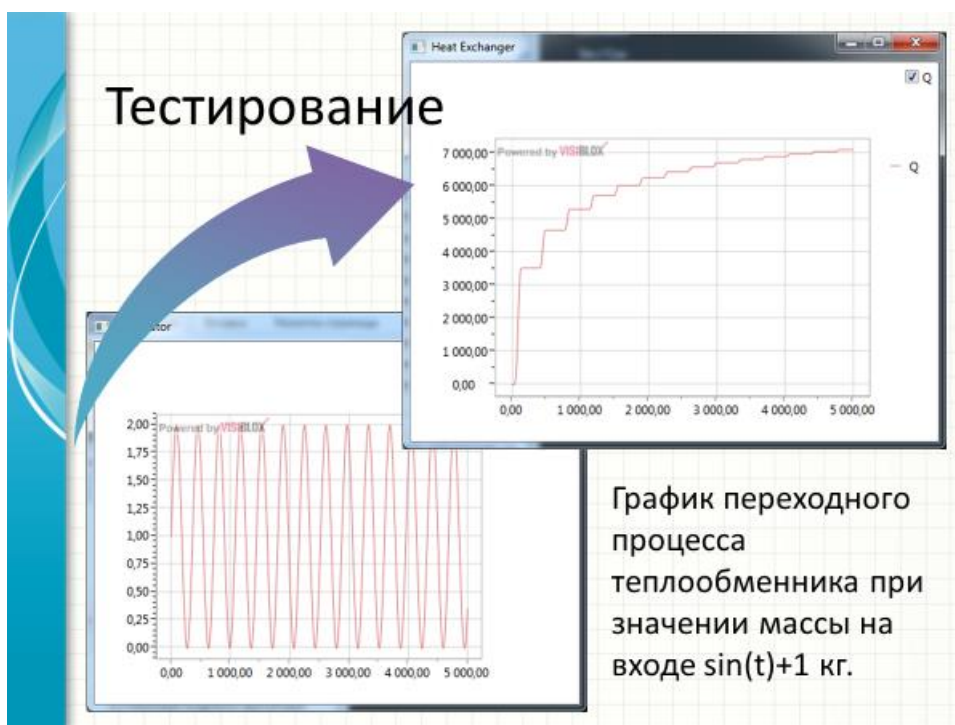 Тестирование
Heat Exchanger
Q
Powered by VISIBLOX
7 000,00
6 000,00
5 000,00
4 000,00
3 000,00
2 000,00
1 000,00
0,00
0,00 1 000,00 2 000,00 3 000,00 4 000,00 5 000,00
Q
tor
Powered by VISIBLOX
2,00
1,75
1,50
1,25
1,00
0,75
0,50
0,25
0,00
0,00 1 000,00 2 000,00 3 000,00 4 000,00 5 000,00
График переходного
процесса
теплообменника при
значении массы на
входе sin(t)+1 кг.